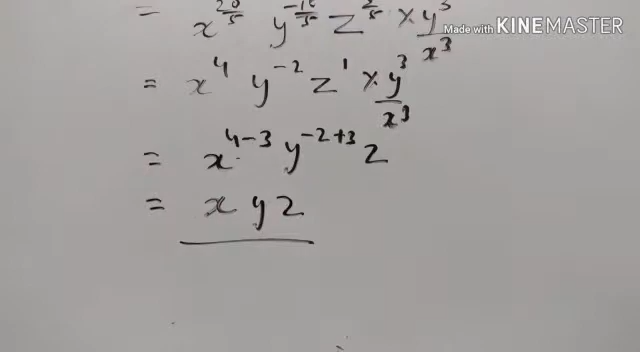 = x^{20/5} y^{-10/5} z^{5/5} × y^3/x^3
Made with KINEMASTER
= x^4 y^{-2} z^1 × y^3/x^3
= x^{4-3} y^{-2+3} z
= x y z